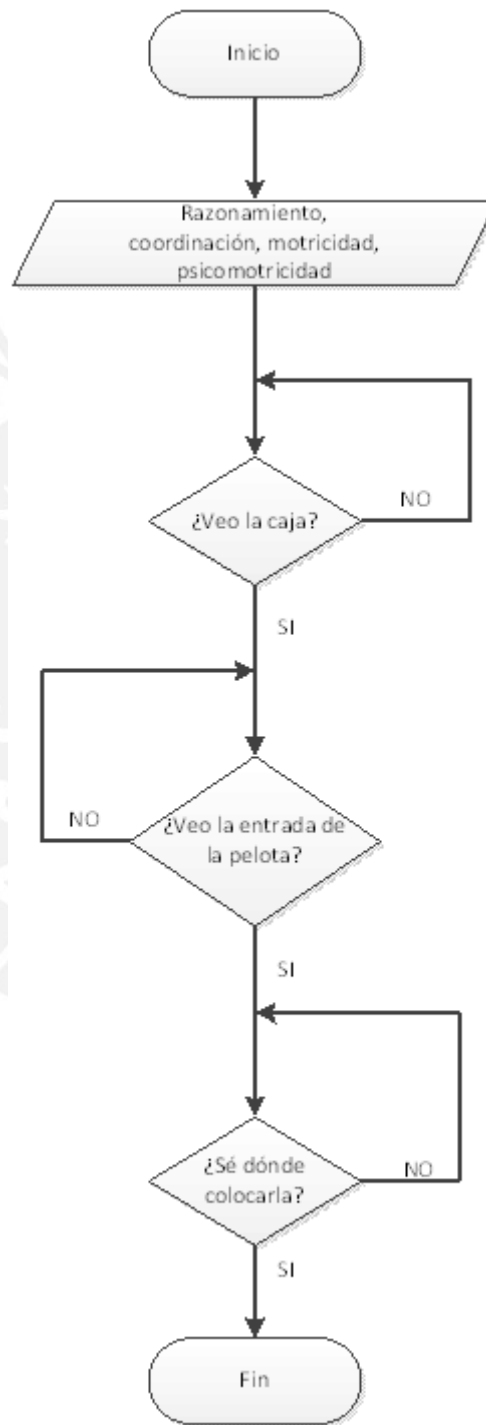 Inicio
Razonamiento,
coordinación, motricidad,
psicomotricidad
¿Veo la caja?
NO
SI
¿Veo la entrada de
la pelota?
NO
SI
¿Sé dónde
colocarla?
NO
SI
Fin